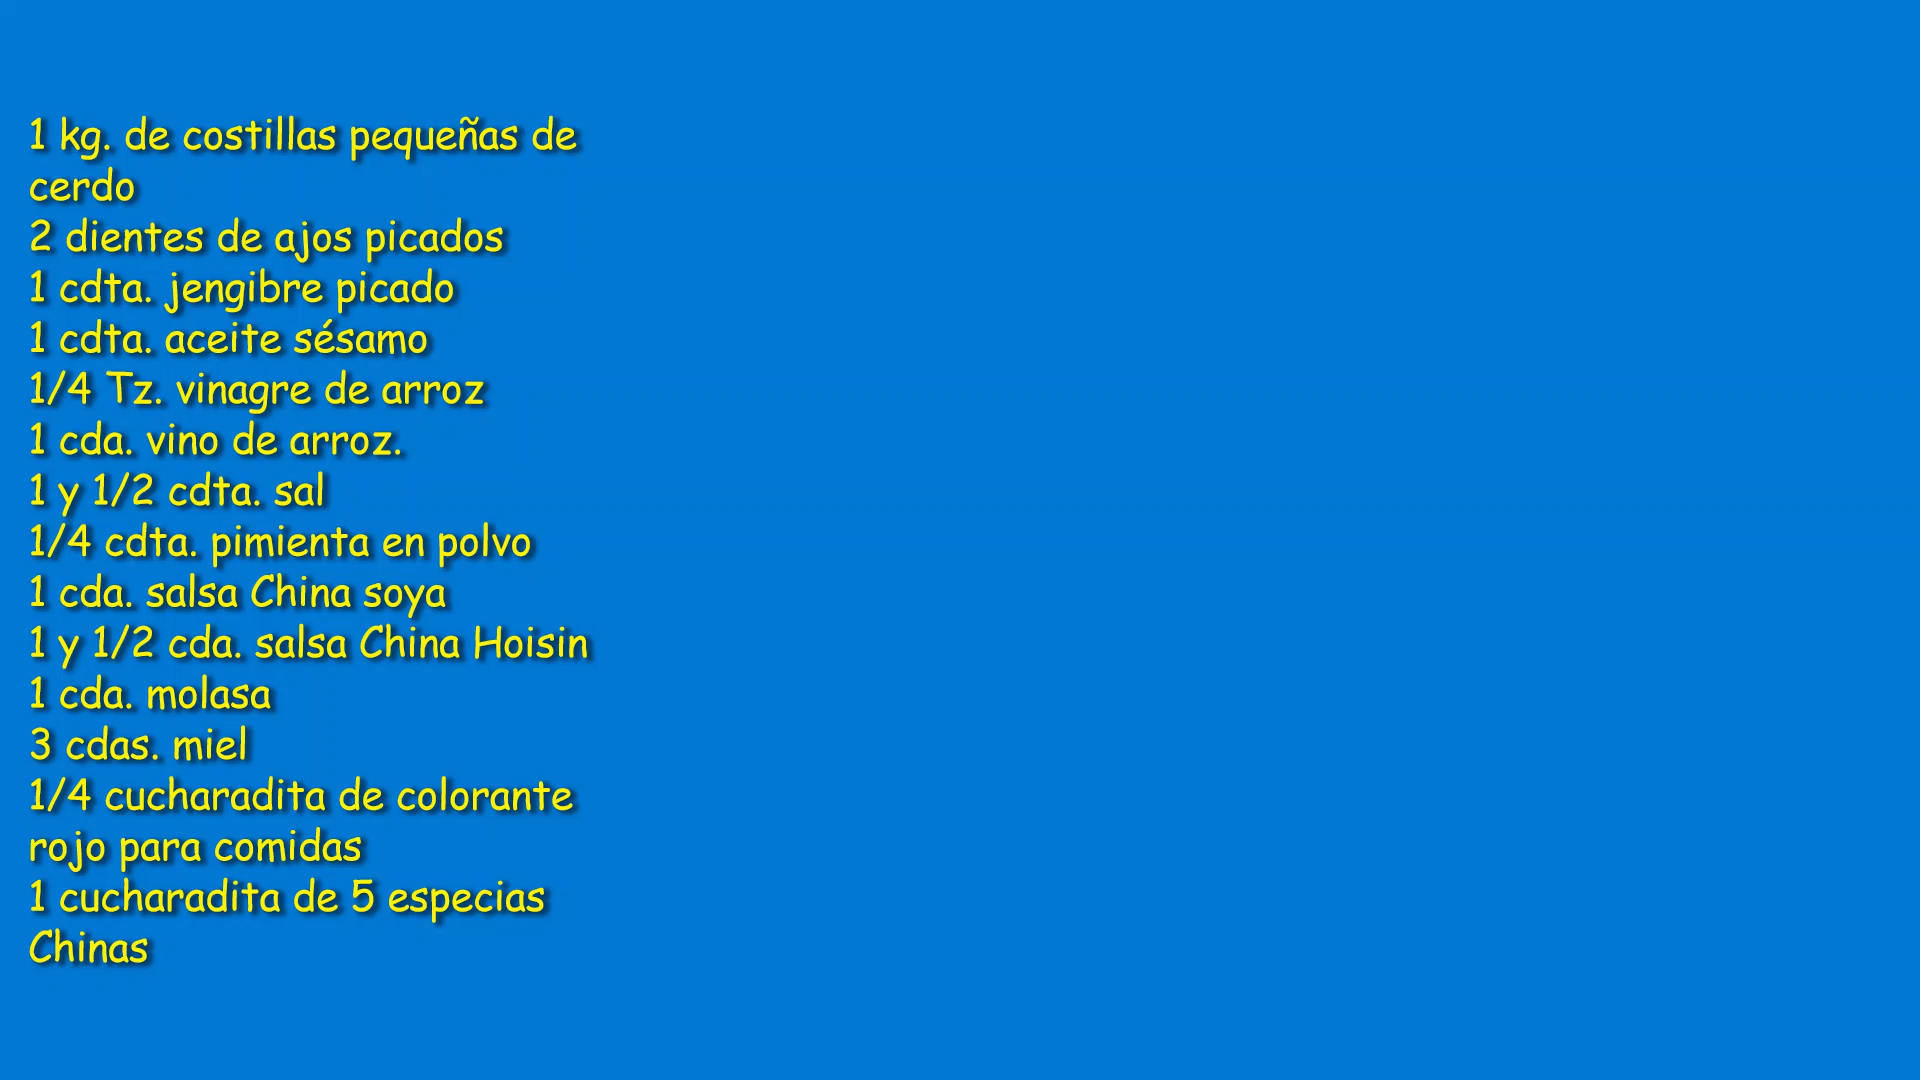 1 kg. de costillas pequeñas de
cerdo
2 dientes de ajos picados
1 cdta. jengibre picado
1 cdta. aceite sésamo
1/4 Tz. vinagre de arroz
1 cda. vino de arroz.
1 y 1/2 cdta. sal
1/4 cdta. pimienta en polvo
1 cda. salsa China soya
1 y 1/2 cda. salsa China Hoisin
1 cda. molasa
3 cdas. miel
1/4 cucharadita de colorante
rojo para comidas
1 cucharadita de 5 especias
Chinas